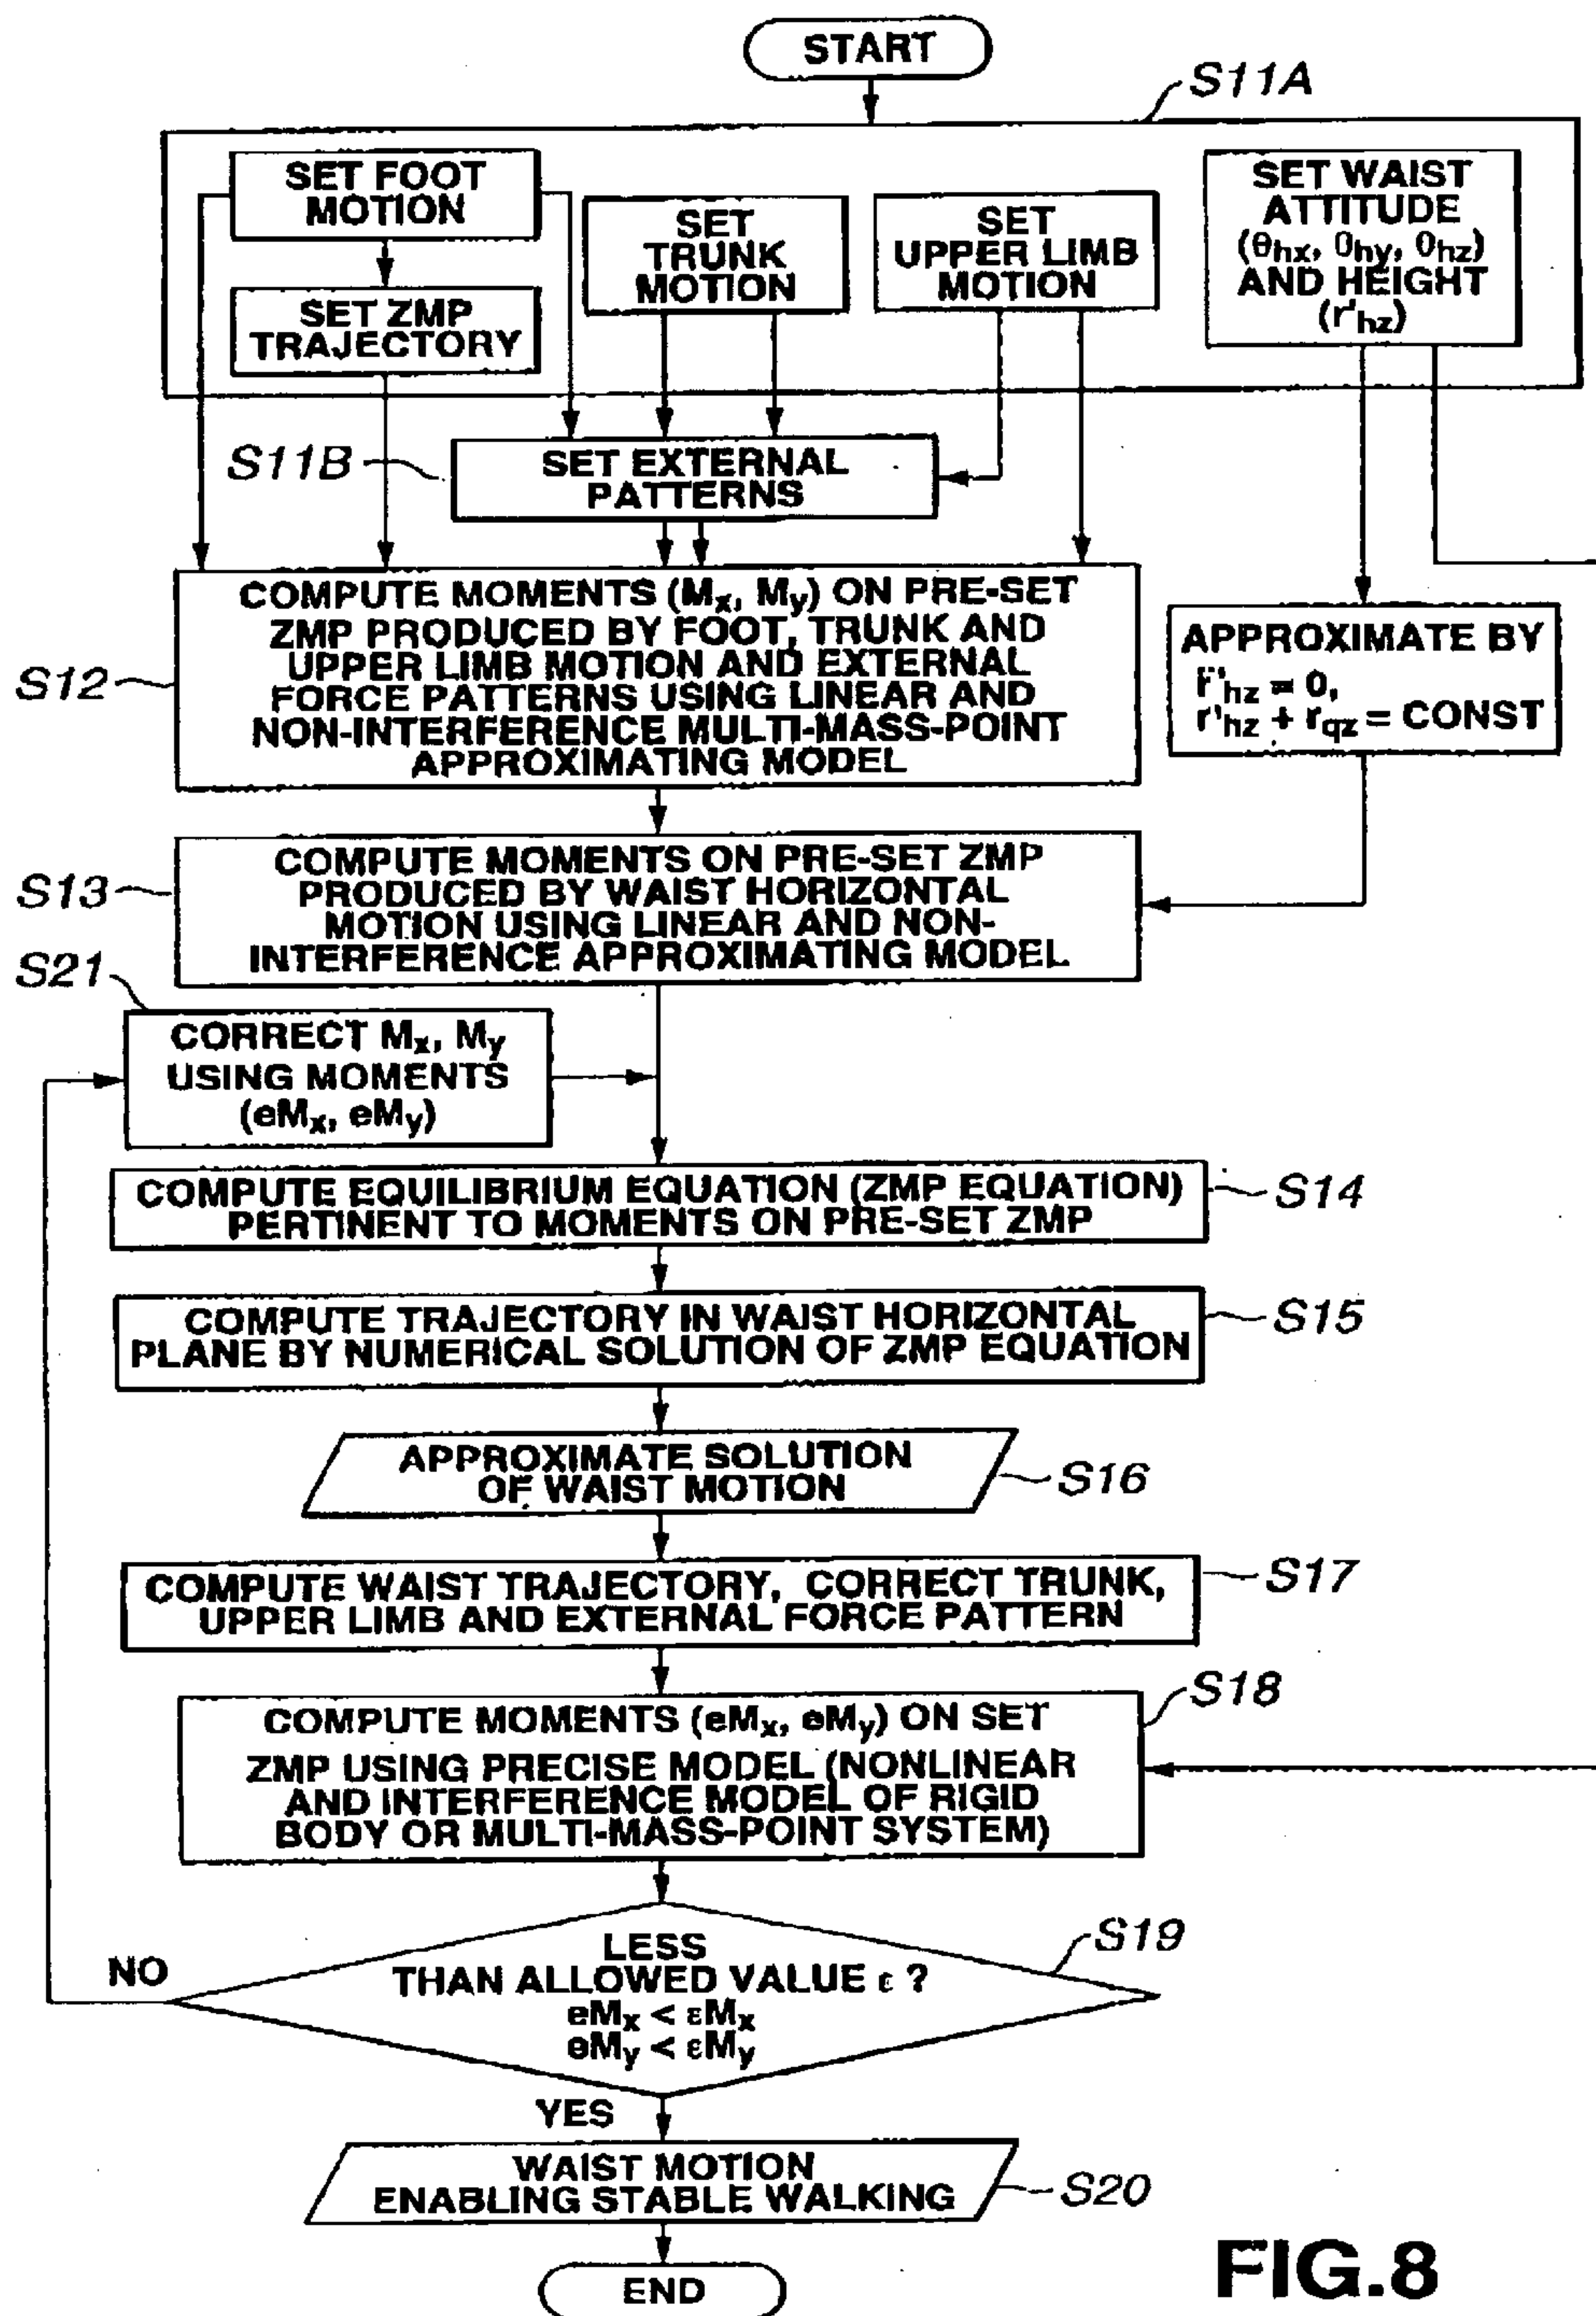 START
S11A
SET FOOT
MOTION
SET ZMP
TRAJECTORY
SET
TRUNK
MOTION
SET
UPPER LIMB
MOTION
SET WAIST
ATTITUDE
(θhx, θhy, θhz)
AND HEIGHT
(r'hz)
S11B
SET EXTERNAL
PATTERNS
S12
COMPUTE MOMENTS (Mx, My) ON PRE-SET
ZMP PRODUCED BY FOOT, TRUNK AND
UPPER LIMB MOTION AND EXTERNAL
FORCE PATTERNS USING LINEAR AND
NON-INTERFERENCE MULTI-MASS-POINT
APPROXIMATING MODEL
APPROXIMATE BY
r̈'hz = 0,
r'hz + rqz = CONST
S13
COMPUTE MOMENTS ON PRE-SET ZMP
PRODUCED BY WAIST HORIZONTAL
MOTION USING LINEAR AND NON-
INTERFERENCE APPROXIMATING MODEL
S21
CORRECT Mx, My
USING MOMENTS
(eMx, eMy)
COMPUTE EQUILIBRIUM EQUATION (ZMP EQUATION)
PERTINENT TO MOMENTS ON PRE-SET ZMP
S14
COMPUTE TRAJECTORY IN WAIST HORIZONTAL
PLANE BY NUMERICAL SOLUTION OF ZMP EQUATION
S15
APPROXIMATE SOLUTION
OF WAIST MOTION
S16
COMPUTE WAIST TRAJECTORY, CORRECT TRUNK,
UPPER LIMB AND EXTERNAL FORCE PATTERN
S17
COMPUTE MOMENTS (eMx, eMy) ON SET
ZMP USING PRECISE MODEL (NONLINEAR
AND INTERFERENCE MODEL OF RIGID
BODY OR MULTI-MASS-POINT SYSTEM)
S18
LESS
THAN ALLOWED VALUE ε ?
eMx < εMx
eMy < εMy
S19
NO
YES
WAIST MOTION
ENABLING STABLE WALKING
S20
END
FIG.8